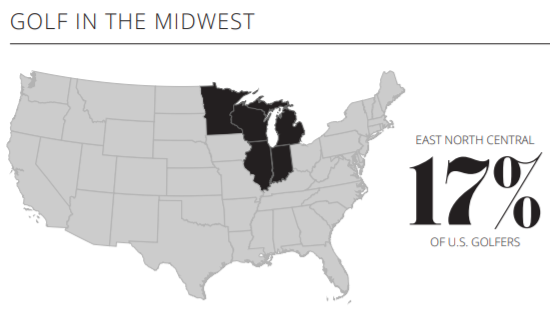 GOLF IN THE MIDWEST
EAST NORTH CENTRAL
17%
OF U.S. GOLFERS